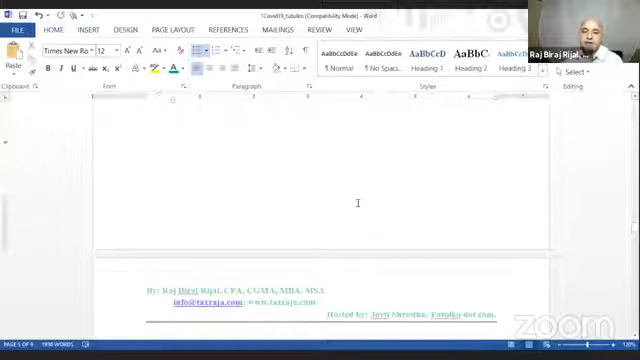 1Covid19_tutulko [Compatibility Mode] - Word
FILE HOME INSERT DESIGN PAGE LAYOUT REFERENCES MAILINGS REVIEW
Raj Biraj Rijal, ...
Paste
Times New Ro 12
B I U
AaBbCcDdEe AaBbCcDdEe AaBbCcD AaBbC AaBbCcD
¶ Normal ¶ No Spaci... Heading 1 Heading 2 Heading 3
Select
Font Paragraph Styles Editing
By: Raj Biraj Rijal, CPA, CGMA, MBA, MSA
info@taxraja.com; www.taxraja.com
Hosted by: Jayti Shrestha, Tutulko dot com.
zoom
PAGE 5 OF 9 1958 WORDS 120%